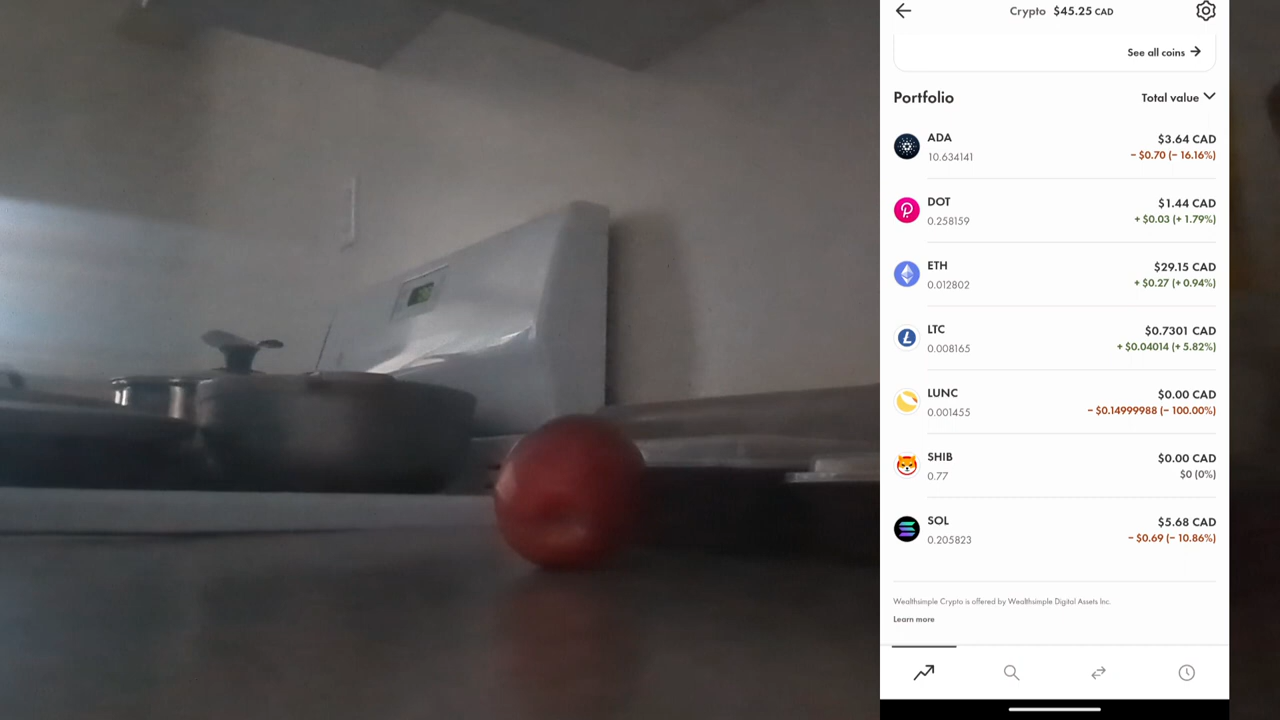 Crypto $45.25 CAD
See all coins
Portfolio
Total value
ADA
$3.64 CAD
10.634141
− $0.70 (− 16.16%)
DOT
$1.44 CAD
0.258159
+ $0.03 (+ 1.79%)
ETH
$29.15 CAD
0.012802
+ $0.27 (+ 0.94%)
LTC
$0.7301 CAD
0.008165
+ $0.04014 (+ 5.82%)
LUNC
$0.00 CAD
0.001455
− $0.14999988 (− 100.00%)
SHIB
$0.00 CAD
0.77
$0 (0%)
SOL
$5.68 CAD
0.205823
− $0.69 (− 10.86%)
Wealthsimple Crypto is offered by Wealthsimple Digital Assets Inc.
Learn more